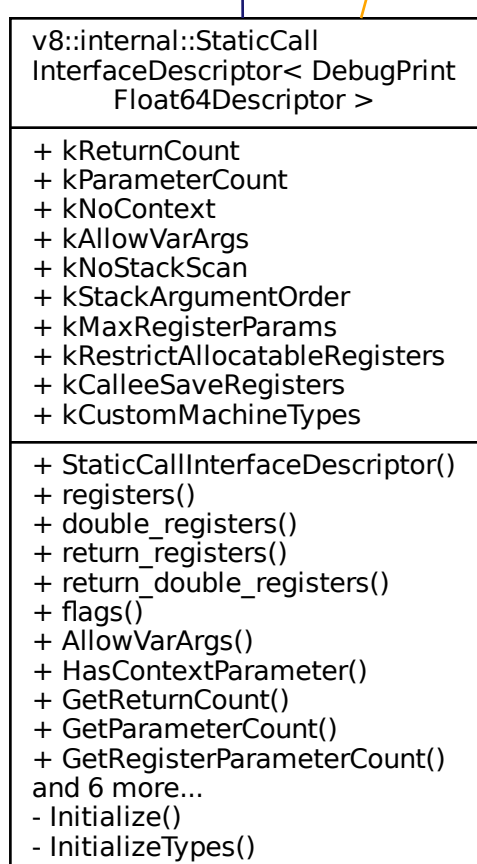 v8::internal::StaticCall
InterfaceDescriptor< DebugPrint
Float64Descriptor >
+ kReturnCount
+ kParameterCount
+ kNoContext
+ kAllowVarArgs
+ kNoStackScan
+ kStackArgumentOrder
+ kMaxRegisterParams
+ kRestrictAllocatableRegisters
+ kCalleeSaveRegisters
+ kCustomMachineTypes
+ StaticCallInterfaceDescriptor()
+ registers()
+ double_registers()
+ return_registers()
+ return_double_registers()
+ flags()
+ AllowVarArgs()
+ HasContextParameter()
+ GetReturnCount()
+ GetParameterCount()
+ GetRegisterParameterCount()
and 6 more...
- Initialize()
- InitializeTypes()